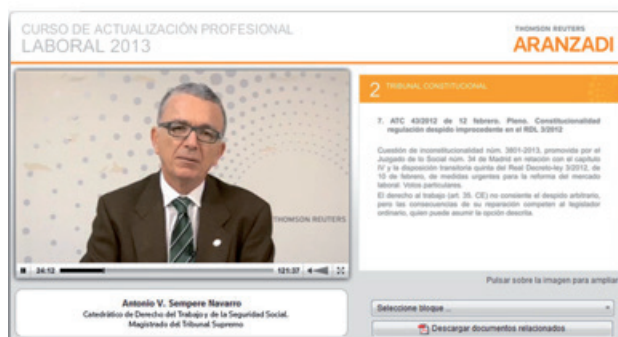 CURSO DE ACTUALIZACIÓN PROFESIONAL
LABORAL 2013
THOMSON REUTERS
ARANZADI
THOMSON REUTERS
24:12
121:37
Antonio V. Sempere Navarro
Catedrático de Derecho del Trabajo y de la Seguridad Social.
Magistrado del Tribunal Supremo
2 TRIBUNAL CONSTITUCIONAL
7. ATC 43/2012 de 12 febrero. Pleno. Constitucionalidad
regulación despido improcedente en el RDL 3/2012
Cuestión de inconstitucionalidad núm. 3801-2013, promovida por el
Juzgado de lo Social núm. 34 de Madrid en relación con el capítulo
IV y la disposición transitoria quinta del Real Decreto-ley 3/2012, de
10 de febrero, de medidas urgentes para la reforma del mercado
laboral. Votos particulares.
El derecho al trabajo (art. 35. CE) no consiente el despido arbitrario,
pero las consecuencias de su reparación competen al legislador
ordinario, quien puede asumir la opción descrita.
Pulsar sobre la imagen para ampliar
Seleccione bloque ...
Descargar documentos relacionados